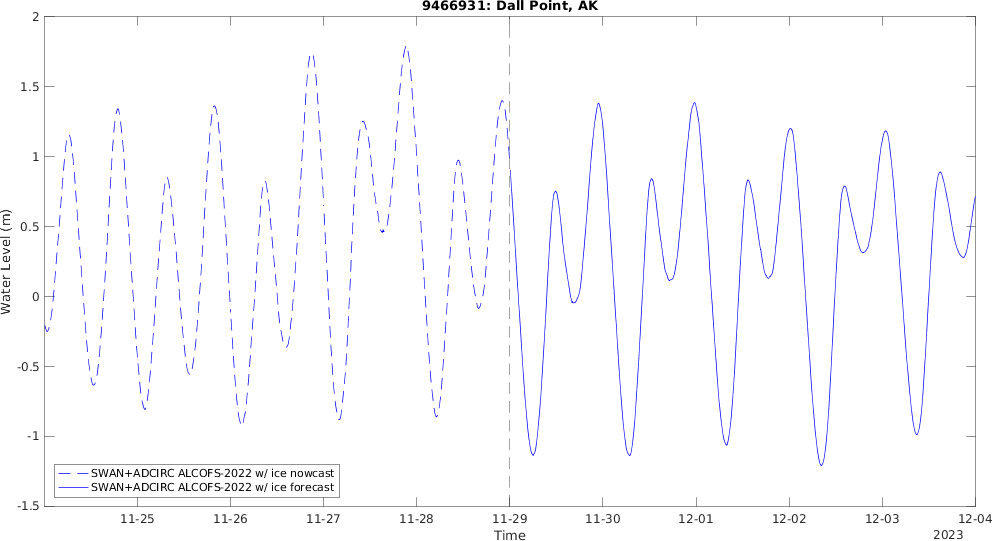 9466931: Dall Point, AK
Water Level (m)
2
1.5
1
0.5
0
-0.5
-1
-1.5
SWAN+ADCIRC ALCOFS-2022 w/ ice nowcast
SWAN+ADCIRC ALCOFS-2022 w/ ice forecast
11-25 11-26 11-27 11-28 11-29 11-30 12-01 12-02 12-03 12-04
Time
2023